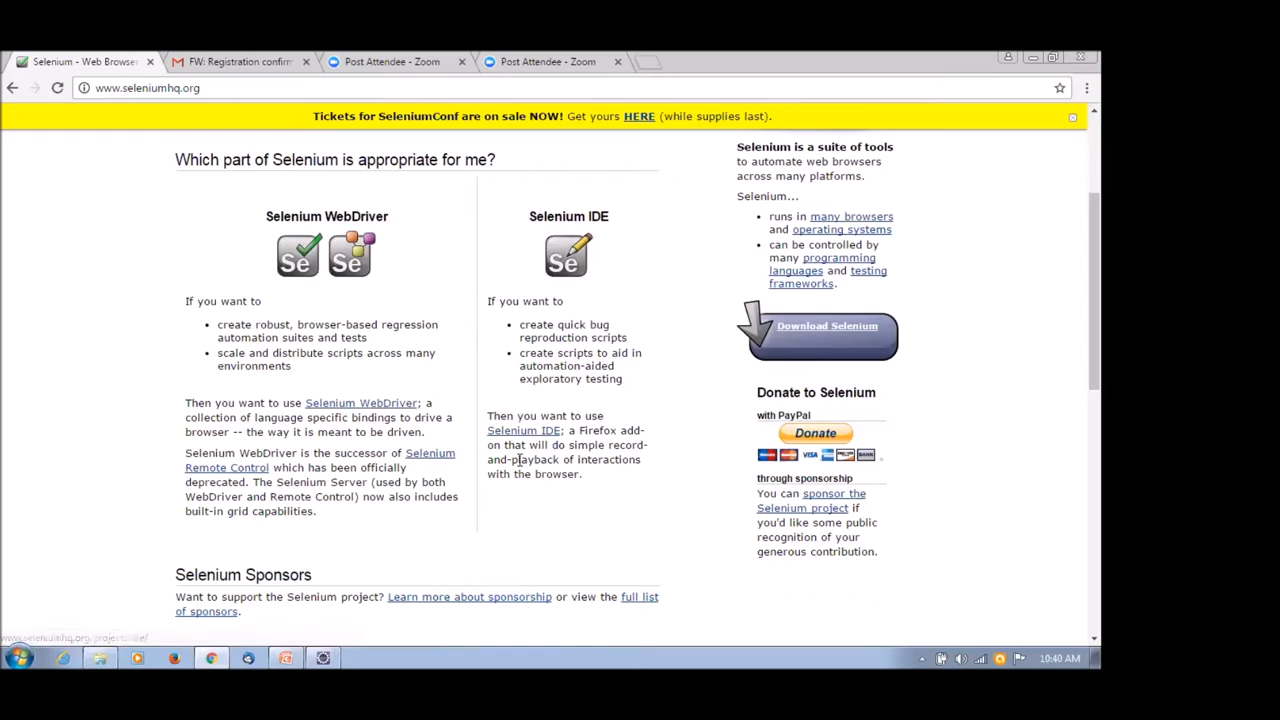 Selenium - Web Browser
FW: Registration confirm
Post Attendee - Zoom
Post Attendee - Zoom
www.seleniumhq.org
Tickets for SeleniumConf are on sale NOW! Get yours HERE (while supplies last).
Which part of Selenium is appropriate for me?
Selenium WebDriver
Se
Se
If you want to
create robust, browser-based regression
automation suites and tests
scale and distribute scripts across many
environments
Then you want to use Selenium WebDriver; a
collection of language specific bindings to drive a
browser -- the way it is meant to be driven.
Selenium WebDriver is the successor of Selenium
Remote Control which has been officially
deprecated. The Selenium Server (used by both
WebDriver and Remote Control) now also includes
built-in grid capabilities.
Selenium IDE
Se
If you want to
create quick bug
reproduction scripts
create scripts to aid in
automation-aided
exploratory testing
Then you want to use
Selenium IDE; a Firefox add-
on that will do simple record-
and-playback of interactions
with the browser.
Selenium is a suite of tools
to automate web browsers
across many platforms.
Selenium...
runs in many browsers
and operating systems
can be controlled by
many programming
languages and testing
frameworks.
Download Selenium
Donate to Selenium
with PayPal
Donate
VISA
through sponsorship
You can sponsor the
Selenium project if
you'd like some public
recognition of your
generous contribution.
Selenium Sponsors
Want to support the Selenium project? Learn more about sponsorship or view the full list
of sponsors.
10:40 AM